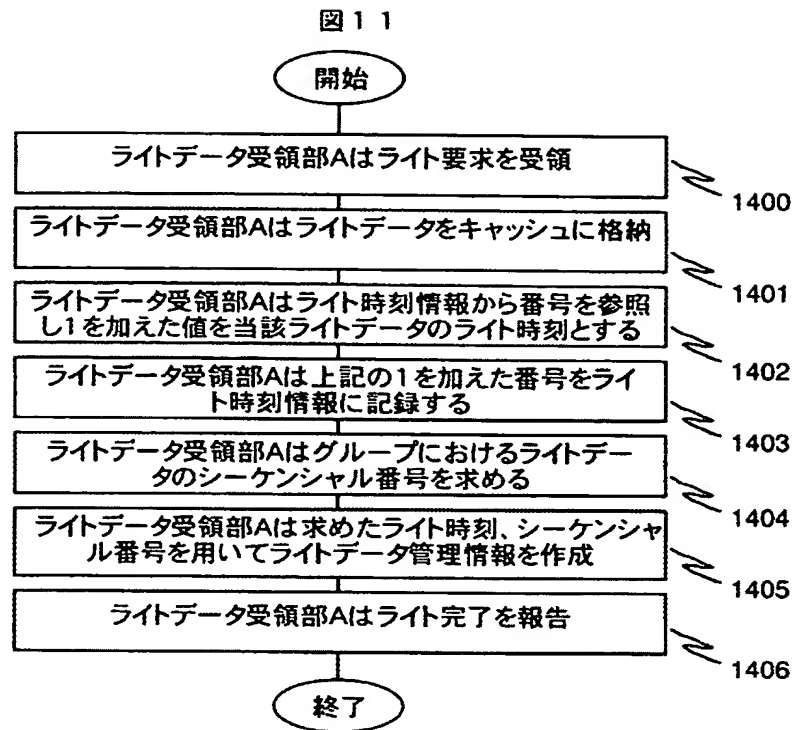 図１１
開始
ライトデータ受領部Aはライト要求を受領
1400
ライトデータ受領部Aはライトデータをキャッシュに格納
1401
ライトデータ受領部Aはライト時刻情報から番号を参照
し1を加えた値を当該ライトデータのライト時刻とする
1402
ライトデータ受領部Aは上記の1を加えた番号をライ
ト時刻情報に記録する
1403
ライトデータ受領部Aはグループにおけるライトデー
タのシーケンシャル番号を求める
1404
ライトデータ受領部Aは求めたライト時刻、シーケンシャ
ル番号を用いてライトデータ管理情報を作成
1405
ライトデータ受領部Aはライト完了を報告
1406
終了